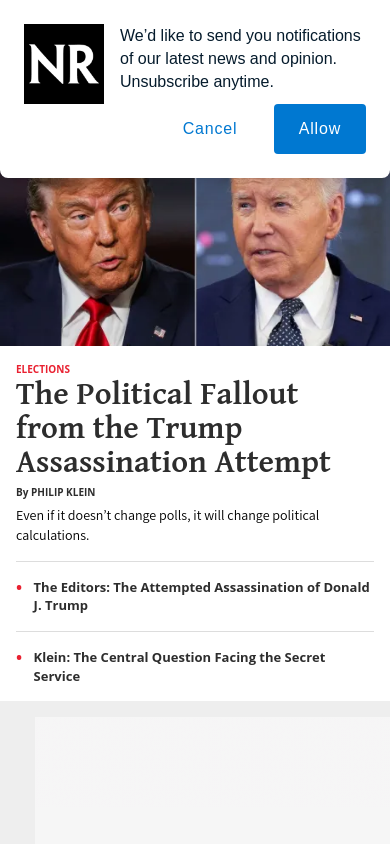 NR
We’d like to send you notifications
of our latest news and opinion.
Unsubscribe anytime.
Cancel
Allow
ELECTIONS
The Political Fallout
from the Trump
Assassination Attempt
By PHILIP KLEIN
Even if it doesn’t change polls, it will change political
calculations.
• The Editors: The Attempted Assassination of Donald
J. Trump
• Klein: The Central Question Facing the Secret
Service